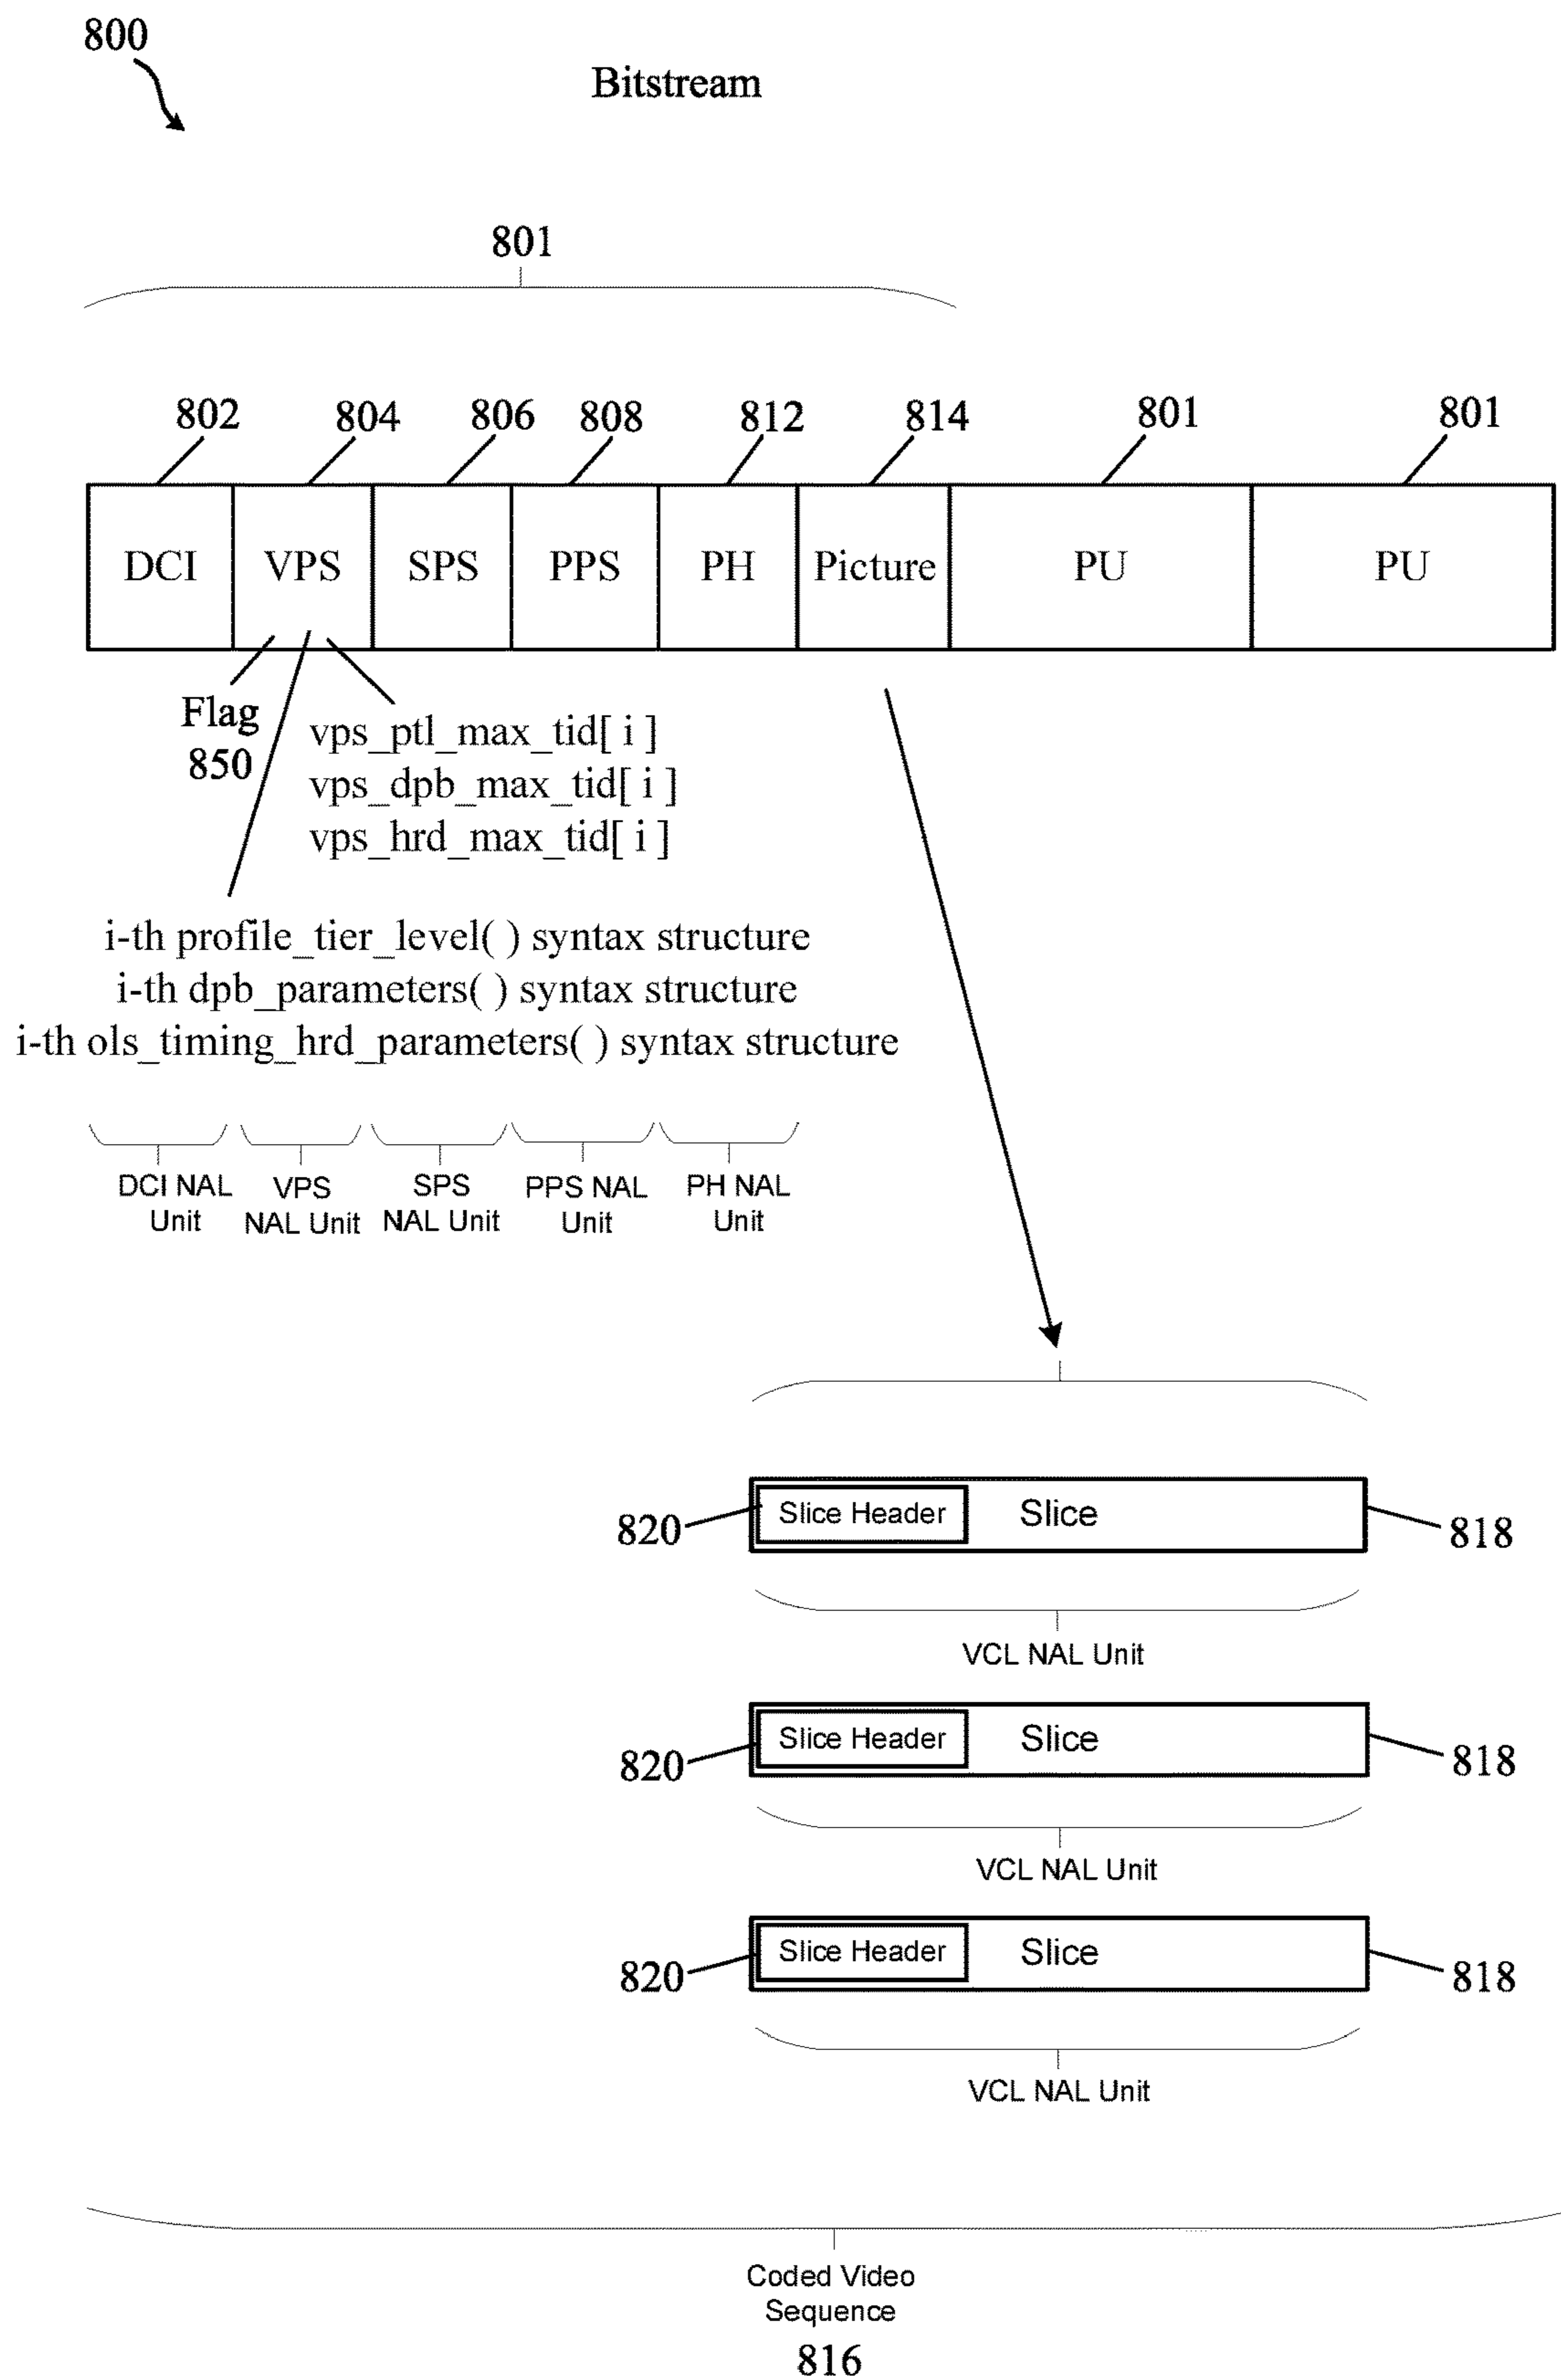 800
Bitstream
801
802 804 806 808 812 814 801 801
DCI VPS SPS PPS PH Picture PU PU
Flag
850
vps_ptl_max_tid[ i ]
vps_dpb_max_tid[ i ]
vps_hrd_max_tid[ i ]
i-th profile_tier_level( ) syntax structure
i-th dpb_parameters( ) syntax structure
i-th ols_timing_hrd_parameters( ) syntax structure
DCI NAL
Unit
VPS
NAL Unit
SPS
NAL Unit
PPS NAL
Unit
PH NAL
Unit
820 Slice Header Slice 818
VCL NAL Unit
820 Slice Header Slice 818
VCL NAL Unit
820 Slice Header Slice 818
VCL NAL Unit
Coded Video
Sequence
816